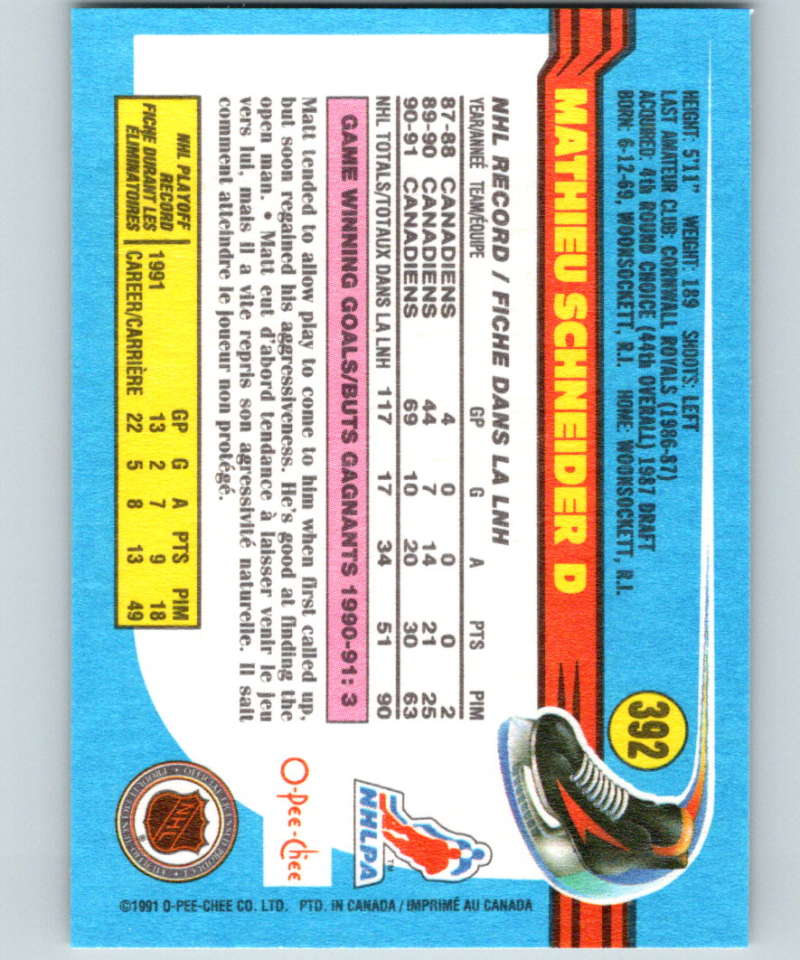 HEIGHT: 5'11" WEIGHT: 189 SHOOTS: LEFT
LAST AMATEUR CLUB: CORNWALL ROYALS (1986-87)
ACQUIRED: 4th ROUND CHOICE (44th OVERALL) 1987 DRAFT
BORN: 6-12-69, WOONSOCKETT, R.I. HOME: WOONSOCKETT, R.I.
392
MATHIEU SCHNEIDER D
NHL RECORD / FICHE DANS LA LNH
YEAR/ANNÉE TEAM/ÉQUIPE GP G A PTS PIM
87-88 CANADIENS 4 0 0 0 2
89-90 CANADIENS 44 7 14 21 25
90-91 CANADIENS 69 10 20 30 63
NHL TOTALS/TOTAUX DANS LA LNH 117 17 34 51 90
GAME WINNING GOALS/BUTS GAGNANTS 1990-91: 3
Matt tended to allow play to come to him when first called up,
but soon regained his aggressiveness. He's good at finding the
open man. • Matt eut d'abord tendance à laisser venir le jeu
vers lui, mais il a vite repris son agressivité naturelle. Il sait
comment atteindre le joueur non protégé.
NHL PLAYOFF
RECORD
FICHE DURANT LES
ÉLIMINATOIRES
GP G A PTS PIM
1991 13 2 7 9 18
CAREER/CARRIÈRE 22 5 8 13 49
NHLPA
TM
O-Pee-Chee
NHL
©1991 O-PEE-CHEE CO. LTD. PTD. IN CANADA / IMPRIMÉ AU CANADA